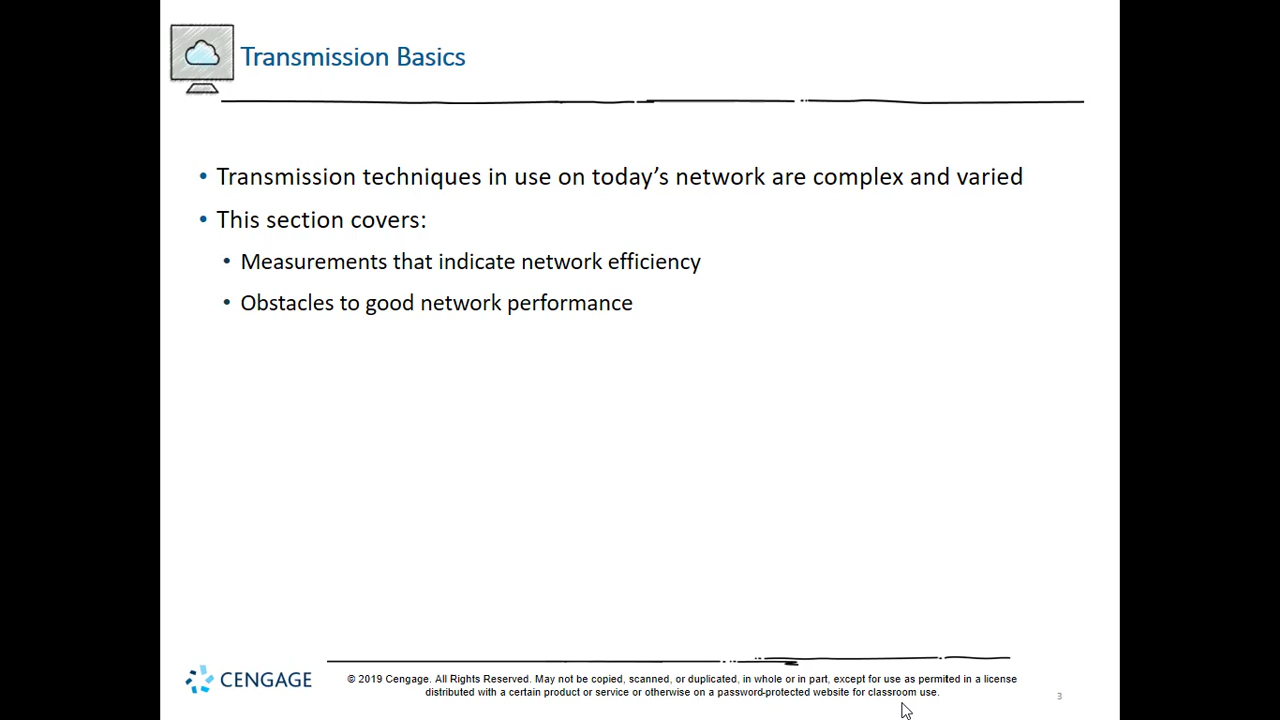 Transmission Basics
• Transmission techniques in use on today’s network are complex and varied
• This section covers:
• Measurements that indicate network efficiency
• Obstacles to good network performance
CENGAGE
© 2019 Cengage. All Rights Reserved. May not be copied, scanned, or duplicated, in whole or in part, except for use as permitted in a license
distributed with a certain product or service or otherwise on a password-protected website for classroom use.
3